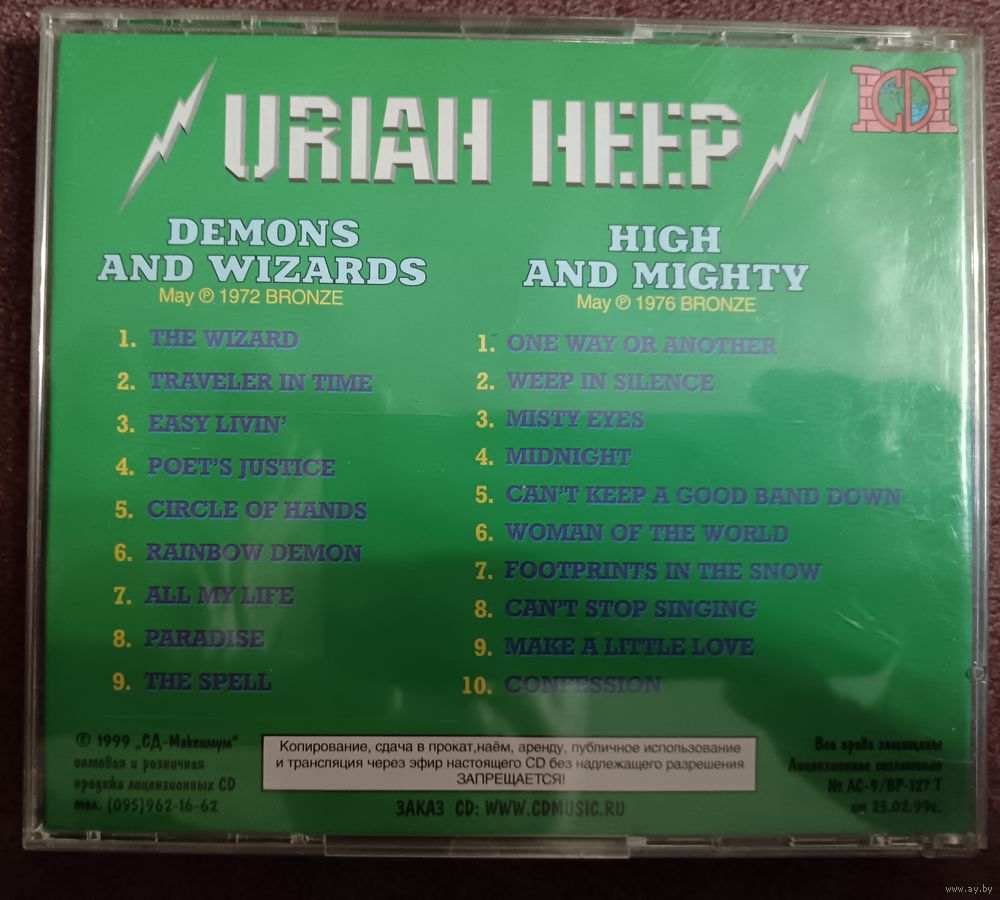 URIAH HEEP
CD
DEMONS
AND WIZARDS
May ℗ 1972 BRONZE
1. THE WIZARD
2. TRAVELER IN TIME
3. EASY LIVIN'
4. POET'S JUSTICE
5. CIRCLE OF HANDS
6. RAINBOW DEMON
7. ALL MY LIFE
8. PARADISE
9. THE SPELL
HIGH
AND MIGHTY
May ℗ 1976 BRONZE
1. ONE WAY OR ANOTHER
2. WEEP IN SILENCE
3. MISTY EYES
4. MIDNIGHT
5. CAN'T KEEP A GOOD BAND DOWN
6. WOMAN OF THE WORLD
7. FOOTPRINTS IN THE SNOW
8. CAN'T STOP SINGING
9. MAKE A LITTLE LOVE
10. CONFESSION
© 1999 „СД-Максимум"
оптовая и розничная
продажа лицензионных CD
тел. (095)962-16-62
Копирование, сдача в прокат,наём, аренду, публичное использование
и трансляция через эфир настоящего CD без надлежащего разрешения
ЗАПРЕЩАЕТСЯ!
ЗАКАЗ CD: WWW.CDMUSIC.RU
Все права защищены
Лицензионное соглашение
№ ЛС-9/ВР-127 Т
от 23.02.99г.
www.ay.by